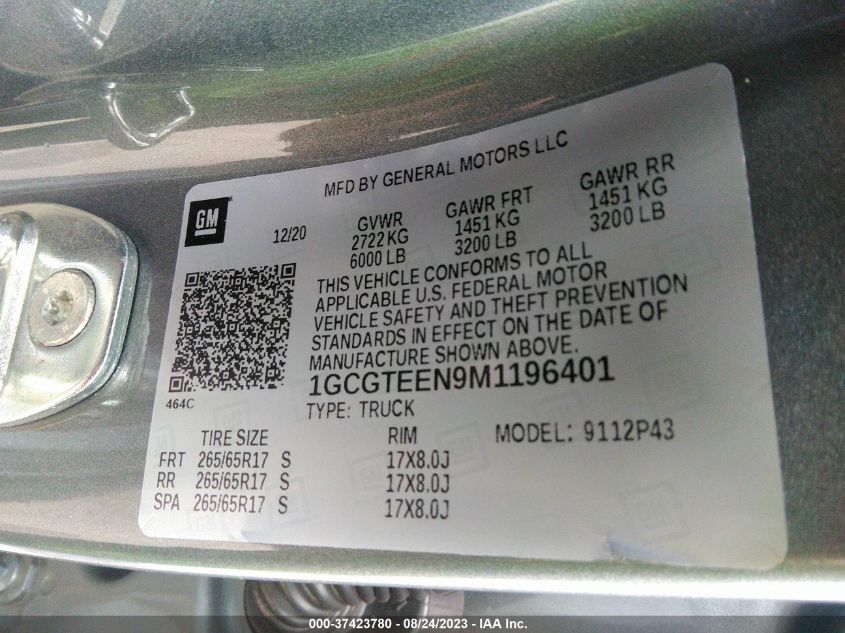 MFD BY GENERAL MOTORS LLC
GM
12/20
GVWR GAWR FRT GAWR RR
2722 KG 1451 KG 1451 KG
6000 LB 3200 LB 3200 LB
THIS VEHICLE CONFORMS TO ALL
APPLICABLE U.S. FEDERAL MOTOR
VEHICLE SAFETY AND THEFT PREVENTION
STANDARDS IN EFFECT ON THE DATE OF
MANUFACTURE SHOWN ABOVE.
464C
1GCGTEEN9M1196401
TYPE: TRUCK
MODEL: 9112P43
TIRE SIZE RIM
FRT 265/65R17 S 17X8.0J
RR 265/65R17 S 17X8.0J
SPA 265/65R17 S 17X8.0J
000-37423780 - 08/24/2023 - IAA Inc.